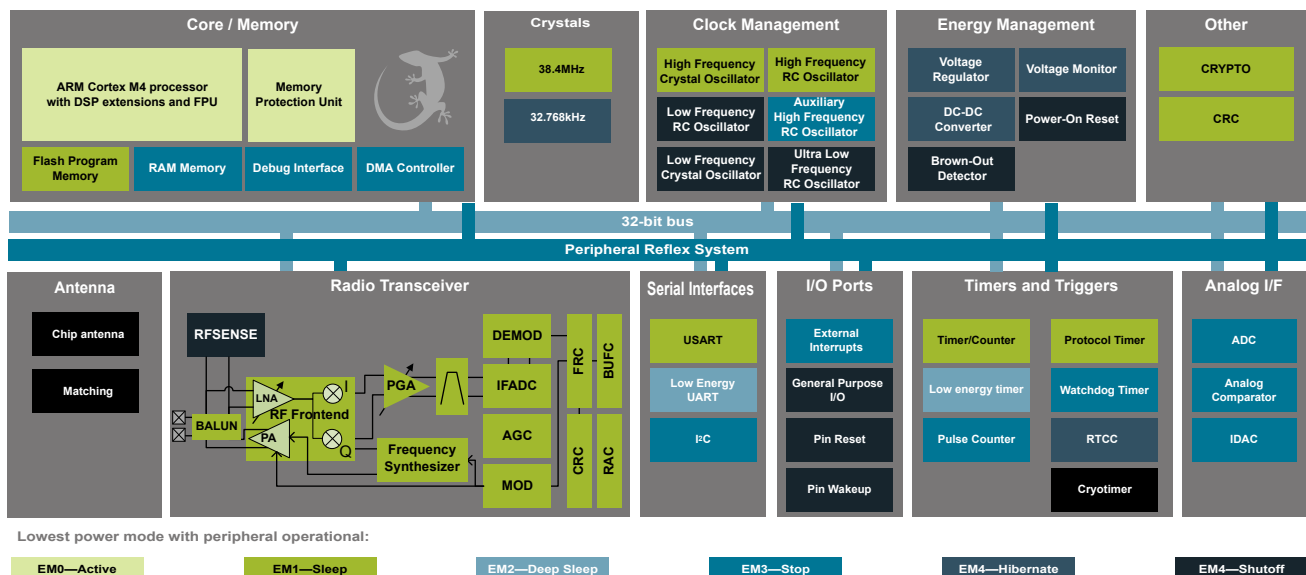 Core / Memory
ARM Cortex M4 processor
with DSP extensions and FPU
Memory
Protection Unit
Flash Program
Memory
RAM Memory
Debug Interface
DMA Controller
Crystals
38.4MHz
32.768kHz
Clock Management
High Frequency
Crystal Oscillator
High Frequency
RC Oscillator
Low Frequency
RC Oscillator
Auxiliary
High Frequency
RC Oscillator
Low Frequency
Crystal Oscillator
Ultra Low
Frequency
RC Oscillator
Energy Management
Voltage
Regulator
Voltage Monitor
DC-DC
Converter
Power-On Reset
Brown-Out
Detector
Other
CRYPTO
CRC
32-bit bus
Peripheral Reflex System
Antenna
Chip antenna
Matching
Radio Transceiver
RFSENSE
BALUN
LNA
RF Frontend
PA
I
Q
PGA
Frequency
Synthesizer
DEMOD
IFADC
AGC
MOD
FRC
BUFC
CRC
RAC
Serial Interfaces
USART
Low Energy
UART
I²C
I/O Ports
External
Interrupts
General Purpose
I/O
Pin Reset
Pin Wakeup
Timers and Triggers
Timer/Counter
Protocol Timer
Low energy timer
Watchdog Timer
Pulse Counter
RTCC
Cryotimer
Analog I/F
ADC
Analog
Comparator
IDAC
Lowest power mode with peripheral operational:
EM0—Active
EM1—Sleep
EM2—Deep Sleep
EM3—Stop
EM4—Hibernate
EM4—Shutoff